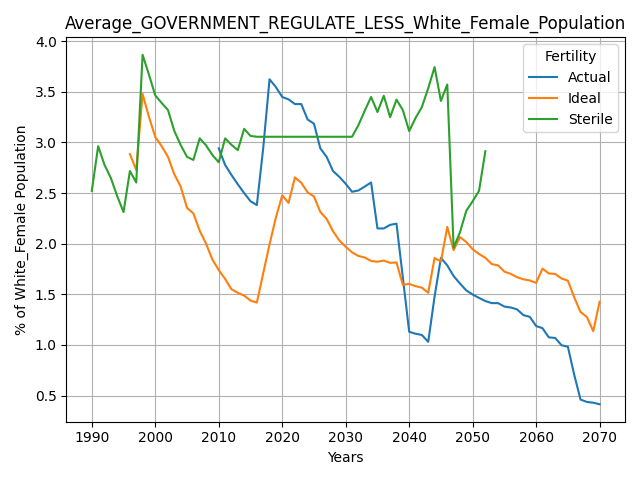 Average_GOVERNMENT_REGULATE_LESS_White_Female_Population
Fertility
Actual
Ideal
Sterile
% of White_Female Population
4.0
3.5
3.0
2.5
2.0
1.5
1.0
0.5
1990 2000 2010 2020 2030 2040 2050 2060 2070
Years